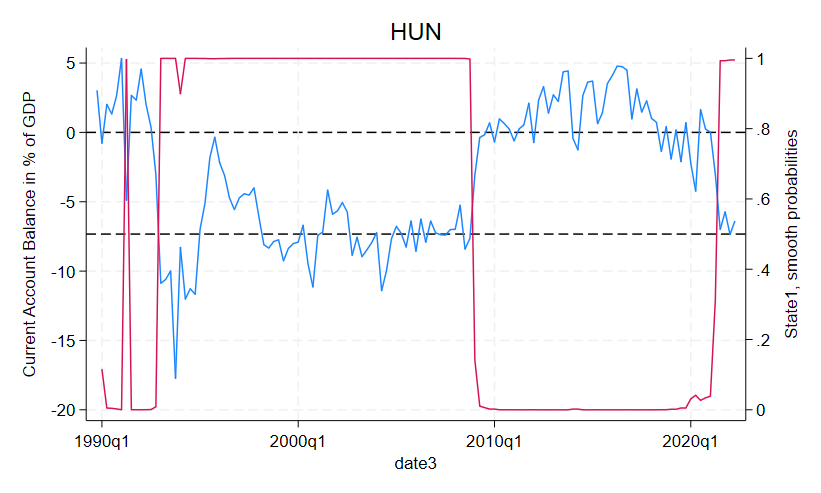 HUN
Current Account Balance in % of GDP
5
0
-5
-10
-15
-20
1
.8
.6
.4
.2
0
State1, smooth probabilities
1990q1
2000q1
2010q1
2020q1
date3